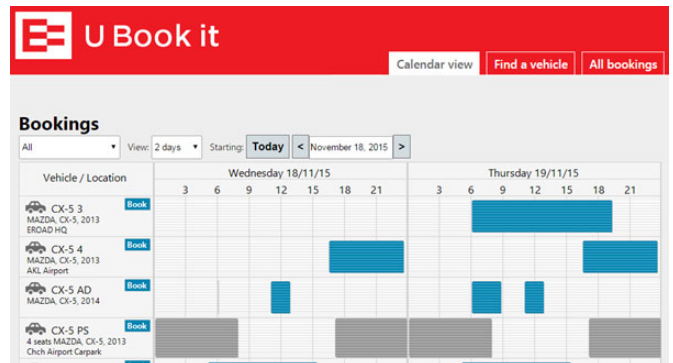 U Book it
Calendar view Find a vehicle All bookings
Bookings
All View: 2 days Starting: Today < November 18, 2015 >
Vehicle / Location Wednesday 18/11/15 Thursday 19/11/15
3 6 9 12 15 18 21 3 6 9 12 15 18 21
CX-5 3 Book
MAZDA, CX-5, 2013
EROAD HQ
CX-5 4 Book
MAZDA, CX-5, 2013
AKL Airport
CX-5 AD Book
MAZDA, CX-5, 2014
CX-5 PS Book
4 seats MAZDA, CX-5, 2013
Chch Airport Carpark